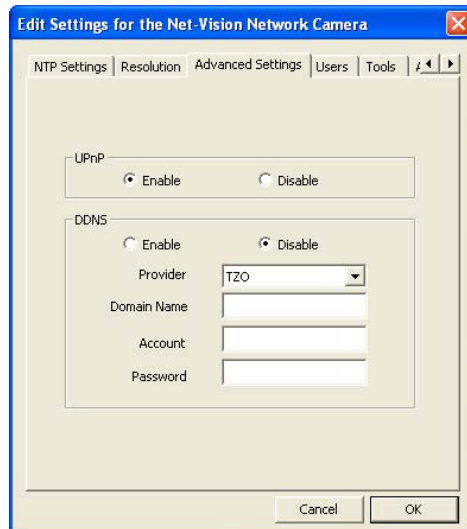 Edit Settings for the Net-Vision Network Camera
NTP Settings Resolution Advanced Settings Users Tools
UPnP
Enable Disable
DDNS
Enable Disable
Provider TZO
Domain Name
Account
Password
Cancel OK